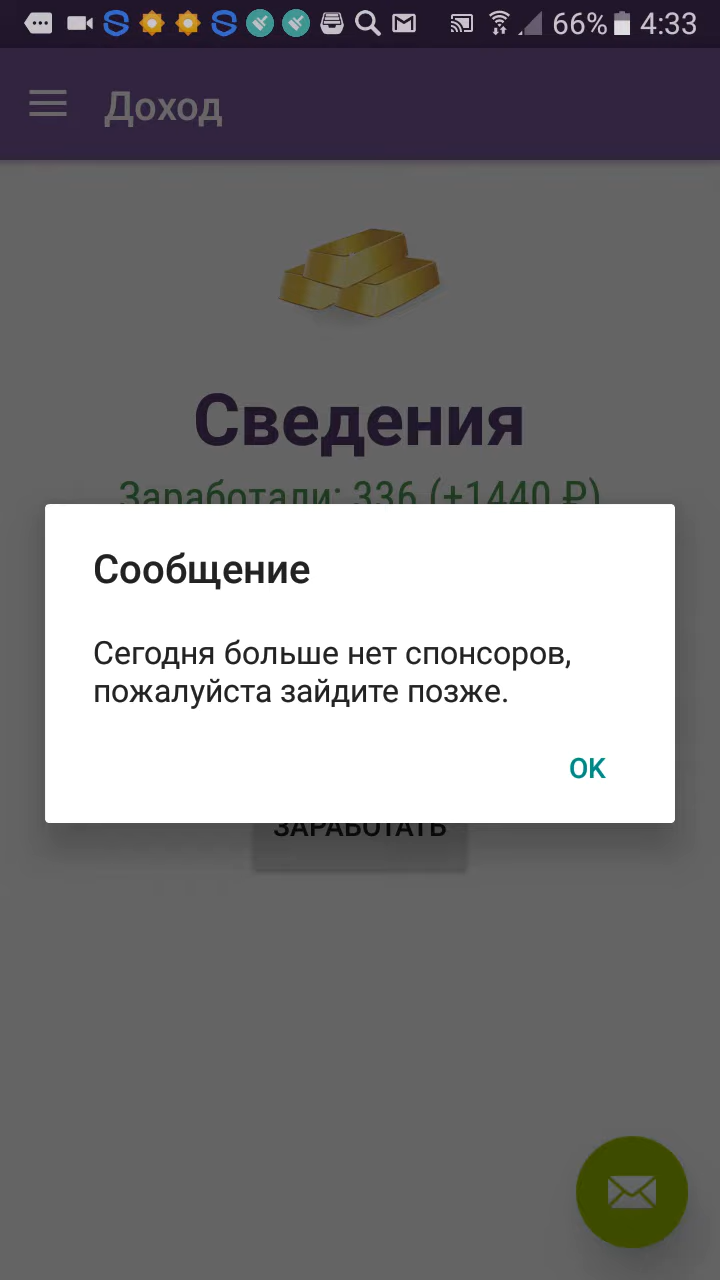 66% 4:33
Доход
Сведения
Заработали: 336 (+1440 ₽)
Сообщение
Сегодня больше нет спонсоров,
пожалуйста зайдите позже.
OK
ЗАРАБОТАТЬ